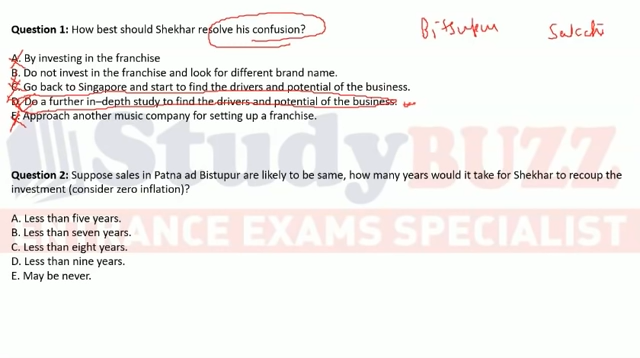 Question 1: How best should Shekhar resolve his confusion?
Bitsupur Sakchi
A. By investing in the franchise
B. Do not invest in the franchise and look for different brand name.
C. Go back to Singapore and start to find the drivers and potential of the business.
D. Do a further in–depth study to find the drivers and potential of the business.
E. Approach another music company for setting up a franchise.
StudyBUZZ
FINANCE EXAMS SPECIALIST
Question 2: Suppose sales in Patna ad Bistupur are likely to be same, how many years would it take for Shekhar to recoup the
investment (consider zero inflation)?
A. Less than five years.
B. Less than seven years.
C. Less than eight years.
D. Less than nine years.
E. May be never.